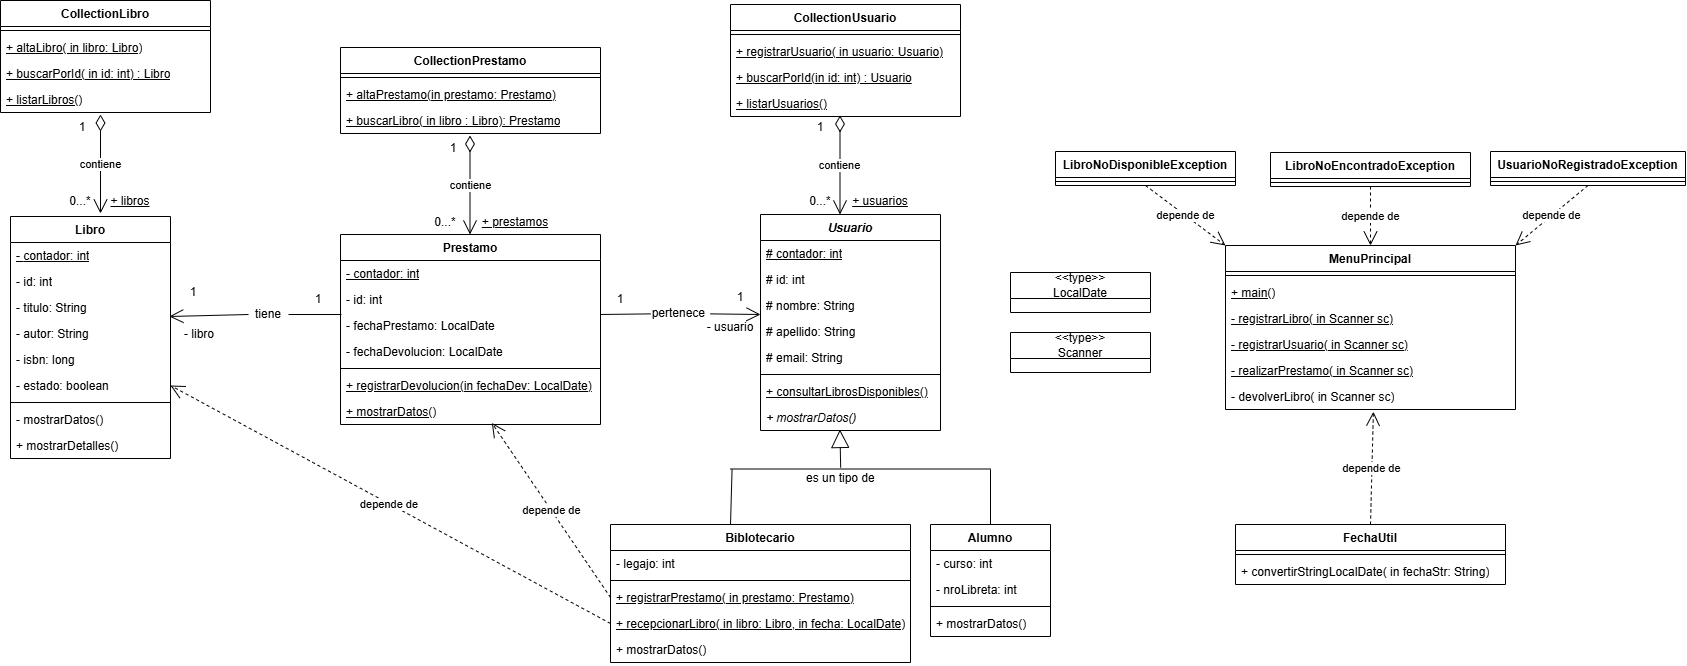 CollectionLibro
+ altaLibro( in libro: Libro)
+ buscarPorId( in id: int) : Libro
+ listarLibros()
1
contiene
0...*
+ libros
CollectionPrestamo
+ altaPrestamo(in prestamo: Prestamo)
+ buscarLibro( in libro : Libro): Prestamo
1
contiene
0...*
+ prestamos
CollectionUsuario
+ registrarUsuario( in usuario: Usuario)
+ buscarPorId(in id: int) : Usuario
+ listarUsuarios()
1
contiene
0...*
+ usuarios
Libro
- contador: int
- id: int
- titulo: String
- autor: String
- isbn: long
- estado: boolean
- mostrarDatos()
+ mostrarDetalles()
1
tiene
1
- libro
Prestamo
- contador: int
- id: int
- fechaPrestamo: LocalDate
- fechaDevolucion: LocalDate
+ registrarDevolucion(in fechaDev: LocalDate)
+ mostrarDatos()
1
pertenece
1
- usuario
Usuario
# contador: int
# id: int
# nombre: String
# apellido: String
# email: String
+ consultarLibrosDisponibles()
+ mostrarDatos()
es un tipo de
depende de
depende de
Biblotecario
- legajo: int
+ registrarPrestamo( in prestamo: Prestamo)
+ recepcionarLibro( in libro: Libro, in fecha: LocalDate)
+ mostrarDatos()
Alumno
- curso: int
- nroLibreta: int
+ mostrarDatos()
<<type>>
LocalDate
<<type>>
Scanner
LibroNoDisponibleException
LibroNoEncontradoException
UsuarioNoRegistradoException
depende de
depende de
depende de
MenuPrincipal
+ main()
- registrarLibro( in Scanner sc)
- registrarUsuario( in Scanner sc)
- realizarPrestamo( in Scanner sc)
- devolverLibro( in Scanner sc)
depende de
FechaUtil
+ convertirStringLocalDate( in fechaStr: String)